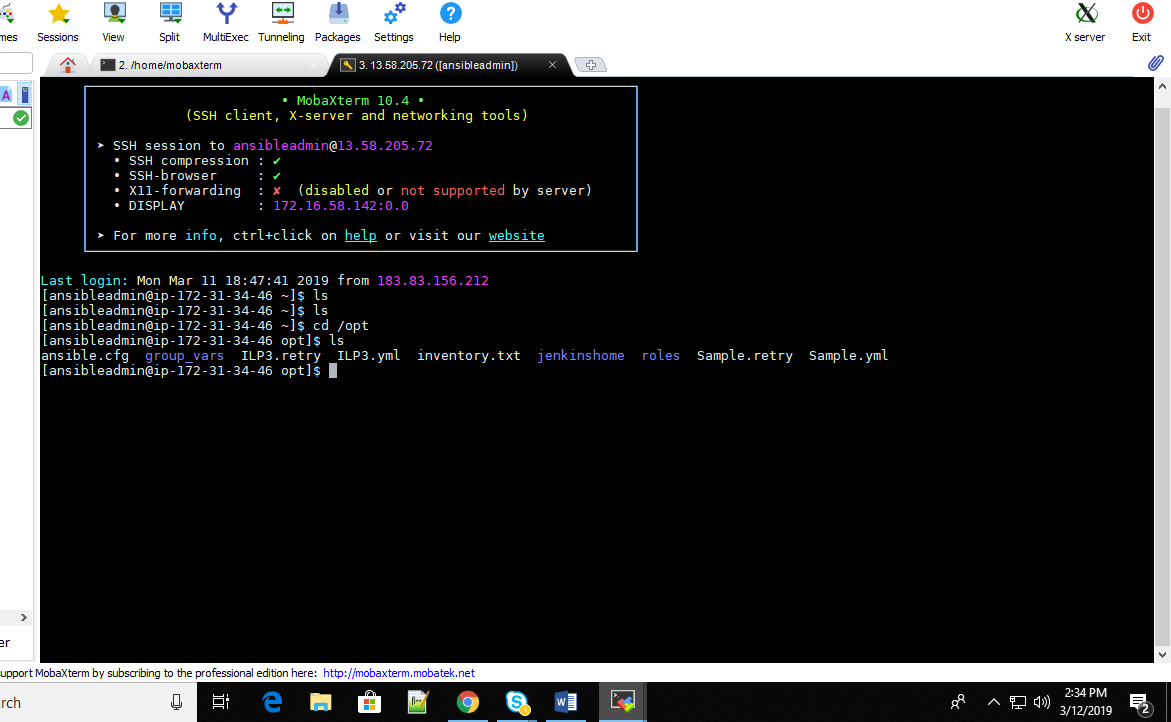 mes Sessions View Split MultiExec Tunneling Packages Settings Help X server Exit
2. /home/mobaxterm 3. 13.58.205.72 ([ansibleadmin])
• MobaXterm 10.4 •
(SSH client, X-server and networking tools)
➤ SSH session to ansibleadmin@13.58.205.72
• SSH compression : ✔
• SSH-browser : ✔
• X11-forwarding : ✘ (disabled or not supported by server)
• DISPLAY : 172.16.58.142:0.0
➤ For more info, ctrl+click on help or visit our website
Last login: Mon Mar 11 18:47:41 2019 from 183.83.156.212
[ansibleadmin@ip-172-31-34-46 ~]$ ls
[ansibleadmin@ip-172-31-34-46 ~]$ ls
[ansibleadmin@ip-172-31-34-46 ~]$ cd /opt
[ansibleadmin@ip-172-31-34-46 opt]$ ls
ansible.cfg group_vars ILP3.retry ILP3.yml inventory.txt jenkinshome roles Sample.retry Sample.yml
[ansibleadmin@ip-172-31-34-46 opt]$
er
upport MobaXterm by subscribing to the professional edition here: http://mobaxterm.mobatek.net
rch
2:34 PM
3/12/2019
2